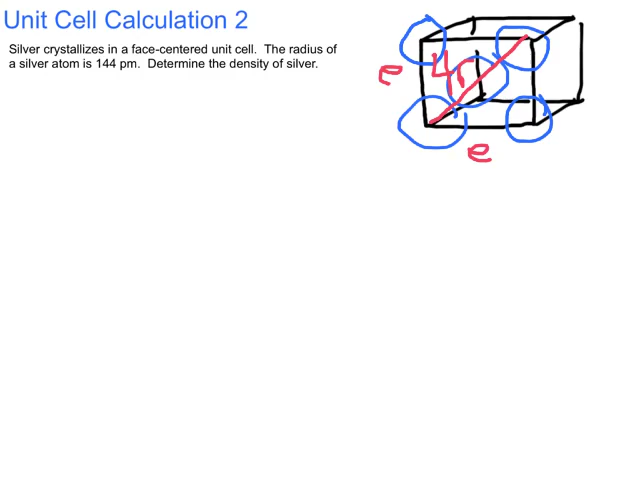 Unit Cell Calculation 2
Silver crystallizes in a face-centered unit cell.  The radius of
a silver atom is 144 pm.  Determine the density of silver.
4r
e
e